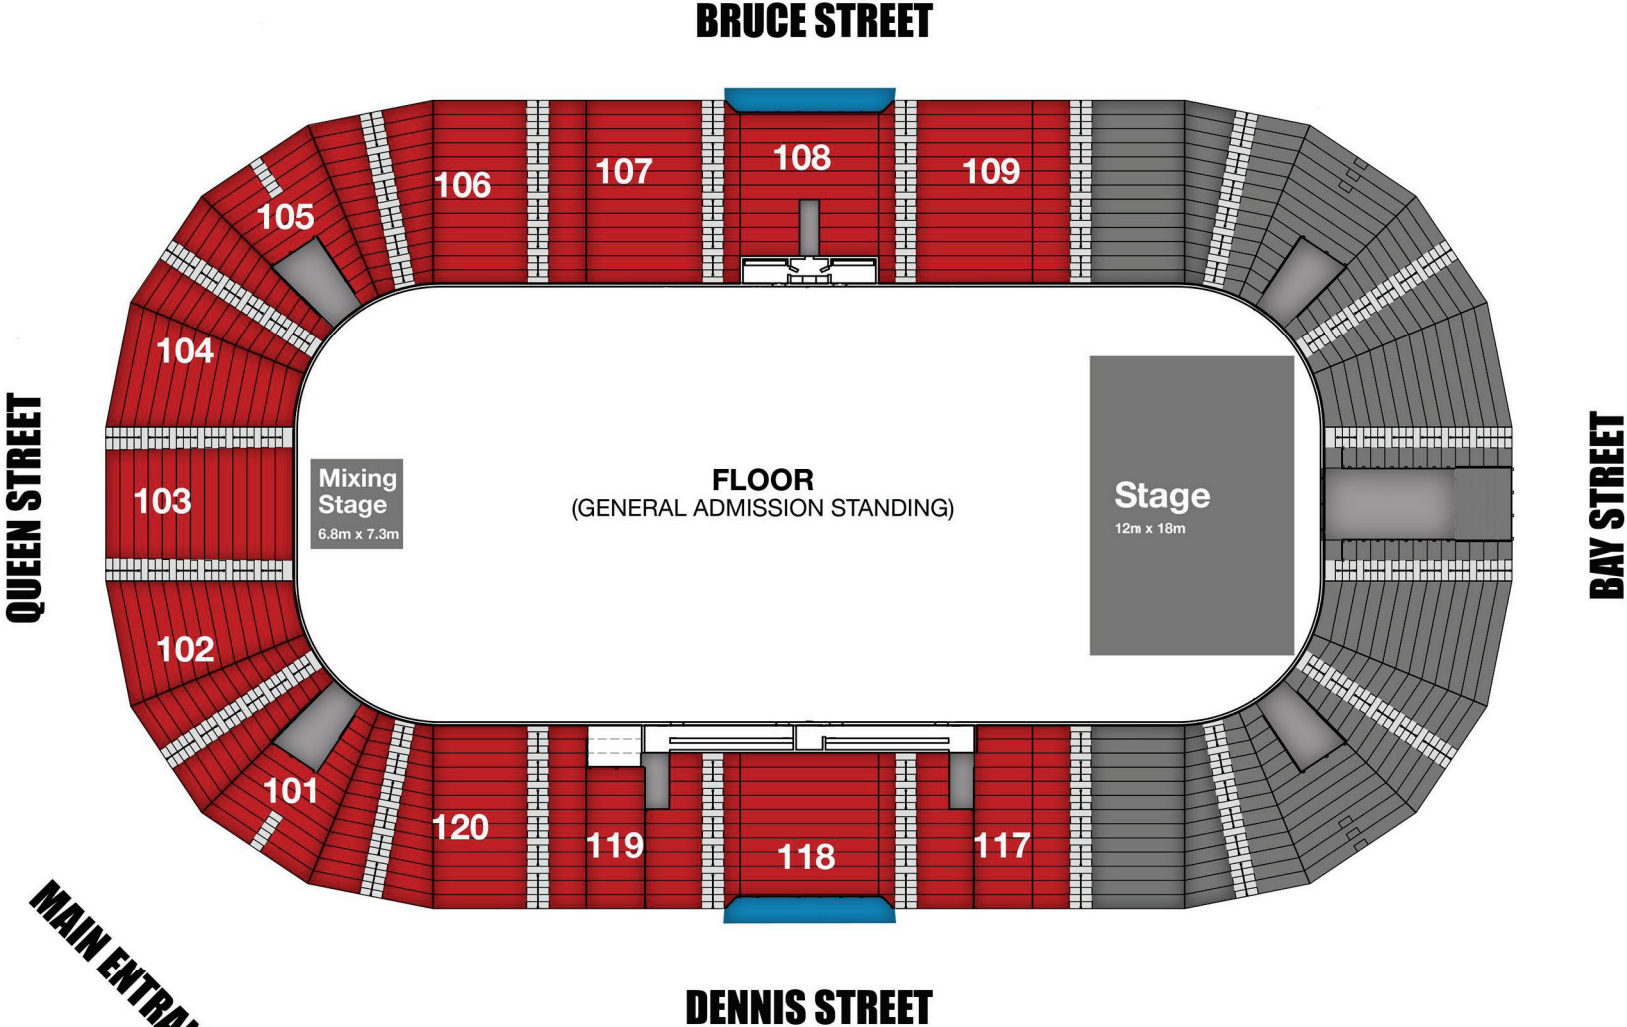 BRUCE STREET
106
107
108
109
105
104
103
102
101
120
119
118
117
QUEEN STREET
Mixing
Stage
6.8m x 7.3m
FLOOR
(GENERAL ADMISSION STANDING)
Stage
12m x 18m
BAY STREET
MAIN
DENNIS STREET